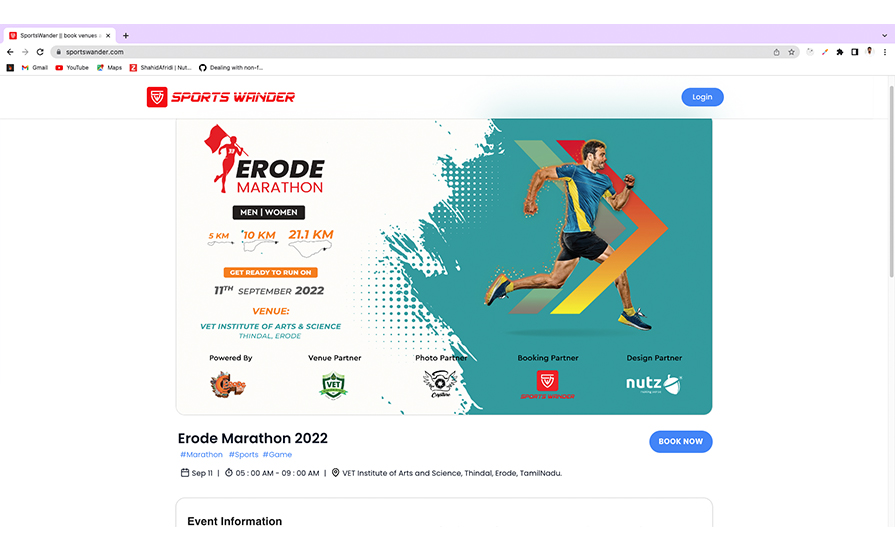 SportsWander || book venues a
sportswander.com
Gmail YouTube Maps ShahidAfridi | Nut... Dealing with non-f...
SPORTS WANDER
Login
ERODE
MARATHON
MEN | WOMEN
5 KM 10 KM 21.1 KM
GET READY TO RUN ON
11TH SEPTEMBER 2022
VENUE:
VET INSTITUTE OF ARTS & SCIENCE
THINDAL, ERODE
Powered By Venue Partner Photo Partner Booking Partner Design Partner
VET
Capture
SPORTS WANDER
nutz
Erode Marathon 2022
BOOK NOW
#Marathon #Sports #Game
Sep 11 | 05 : 00 AM - 09 : 00 AM | VET Institute of Arts and Science, Thindal, Erode, TamilNadu.
Event Information